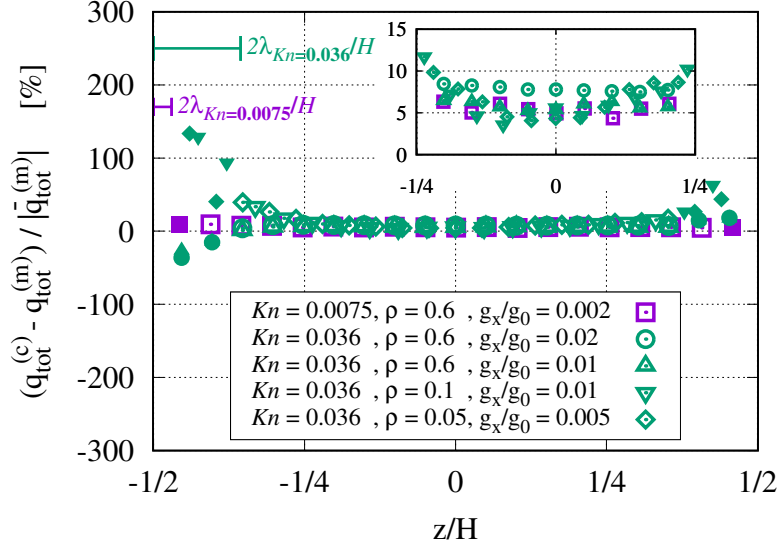 300
200
100
0
-100
-200
-300
(q_tot^(c) - q_tot^(m)) / |q̄_tot^(m)| [%]
2λ_Kn=0.036/H
2λ_Kn=0.0075/H
15
10
5
0
-1/4 0 1/4
Kn = 0.0075, ρ = 0.6 , g_x/g_0 = 0.002
Kn = 0.036 , ρ = 0.6 , g_x/g_0 = 0.02
Kn = 0.036 , ρ = 0.6 , g_x/g_0 = 0.01
Kn = 0.036 , ρ = 0.1 , g_x/g_0 = 0.01
Kn = 0.036 , ρ = 0.05, g_x/g_0 = 0.005
-1/2 -1/4 0 1/4 1/2
z/H